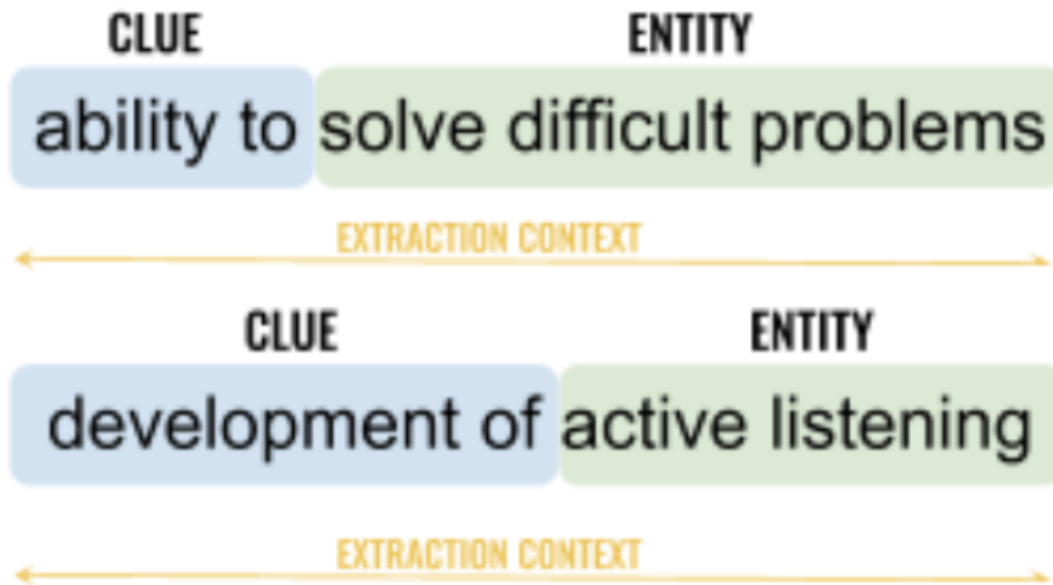 CLUE ENTITY
ability to solve difficult problems
EXTRACTION CONTEXT
CLUE ENTITY
development of active listening
EXTRACTION CONTEXT